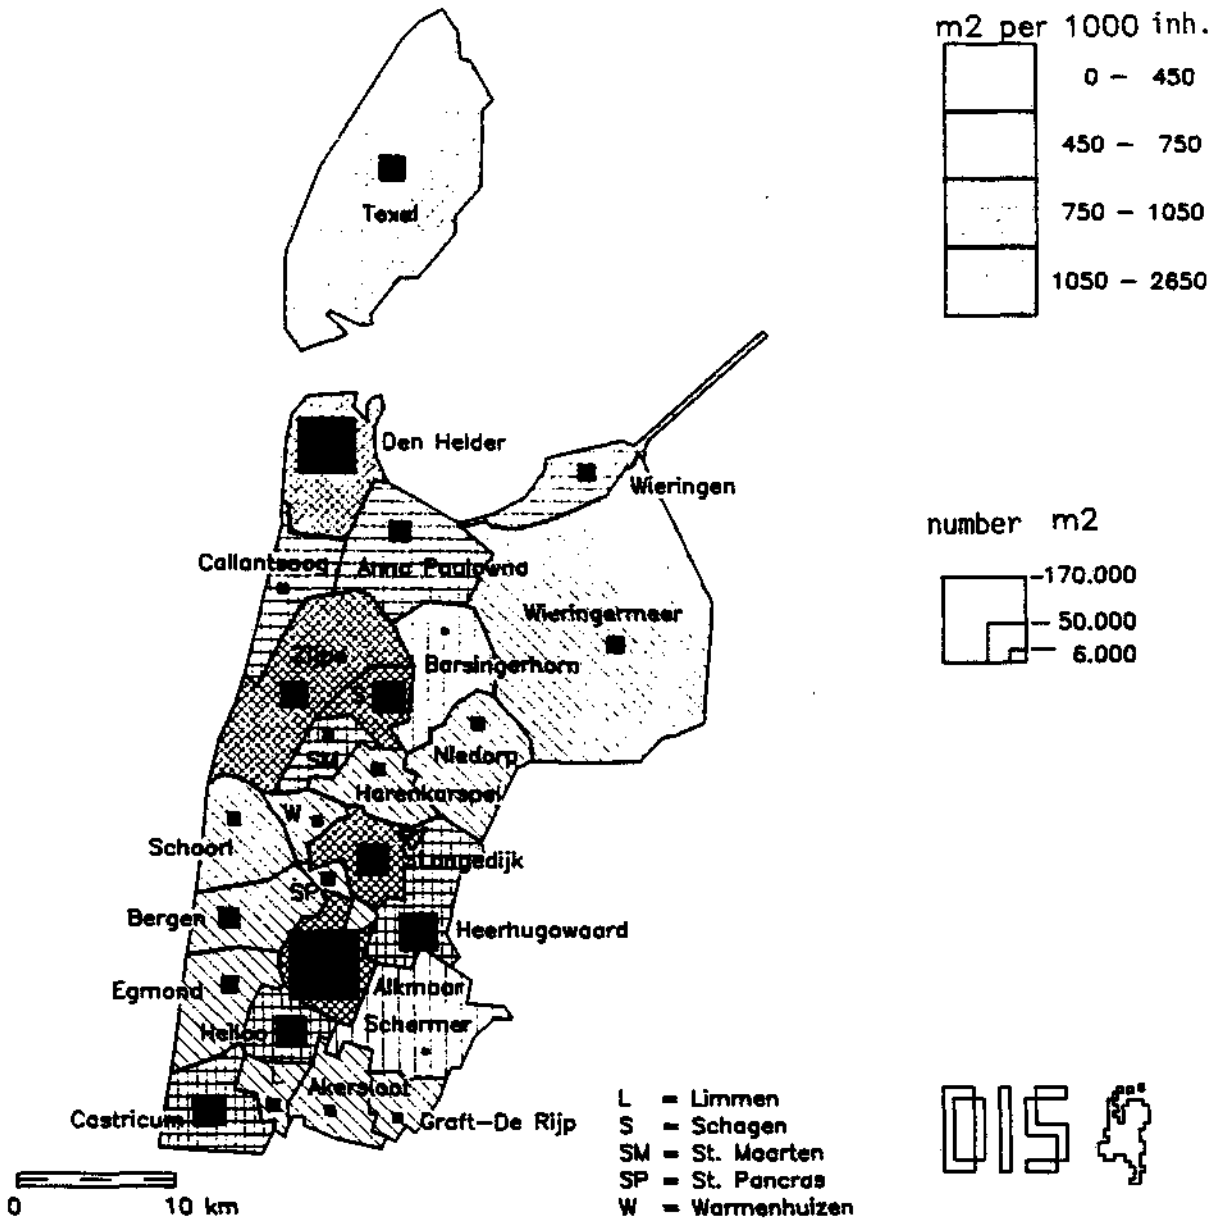 m2 per 1000 inh.
0 - 450
450 - 750
750 - 1050
1050 - 2650
Texel
Den Helder
Wieringen
number m2
170.000
50.000
6.000
Callantsoog
Anna Paulowna
Wieringermeer
Zijpe
Barsingerhorn
S
Niedorp
SM
Harenkarspel
W
Schoorl
Langedijk
SP
Bergen
Heerhugowaard
Egmond
Alkmaar
Schermer
Heiloo
L
Akersloot
Castricum
Graft-De Rijp
L = Limmen
S = Schagen
SM = St. Maarten
SP = St. Pancras
W = Warmenhuizen
DIS
0 10 km